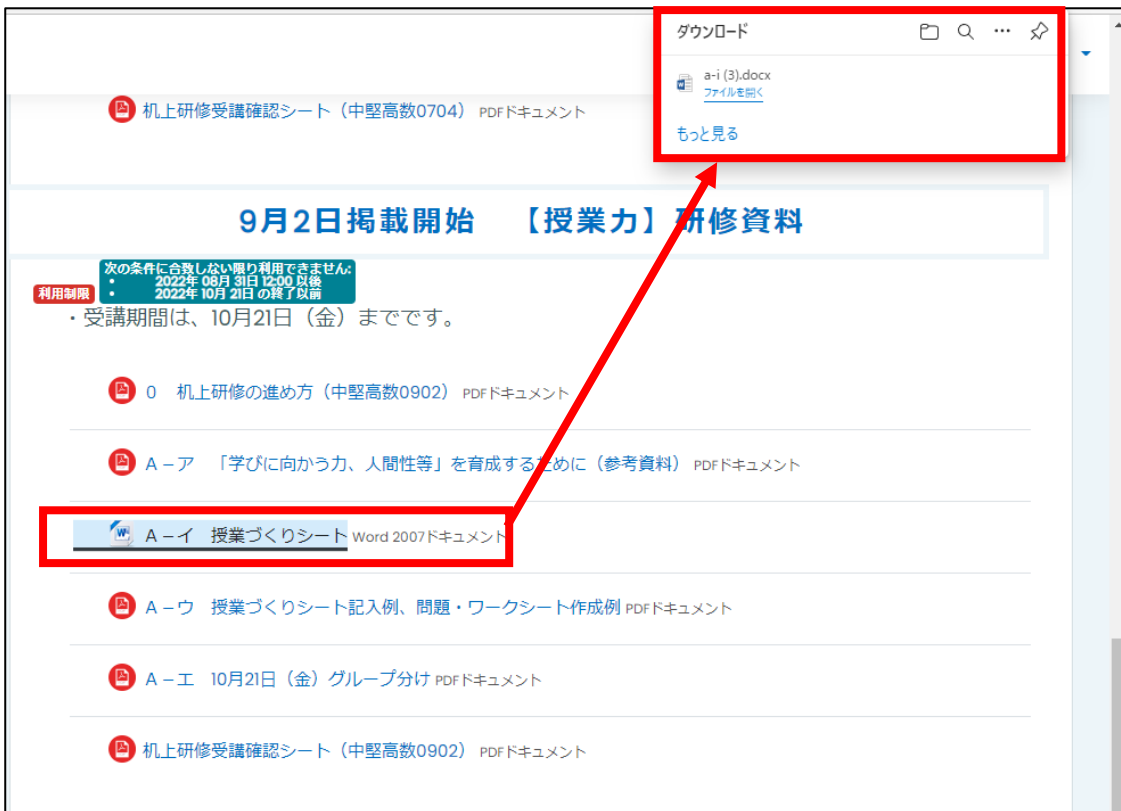 ダウンロード
a-i (3).docx
ファイルを開く
もっと見る
机上研修受講確認シート（中堅高数0704） PDFドキュメント
9月2日掲載開始　【授業力】研修資料
利用制限
次の条件に合致しない限り利用できません:
• 2022年 08月 31日 12:00 以後
• 2022年 10月 21日 の終了以前
・受講期間は、10月21日（金）までです。
0　机上研修の進め方（中堅高数0902） PDFドキュメント
A－ア　「学びに向かう力、人間性等」を育成するために（参考資料） PDFドキュメント
A－イ　授業づくりシート Word 2007ドキュメント
A－ウ　授業づくりシート記入例、問題・ワークシート作成例 PDFドキュメント
A－エ　10月21日（金）グループ分け PDFドキュメント
机上研修受講確認シート（中堅高数0902） PDFドキュメント